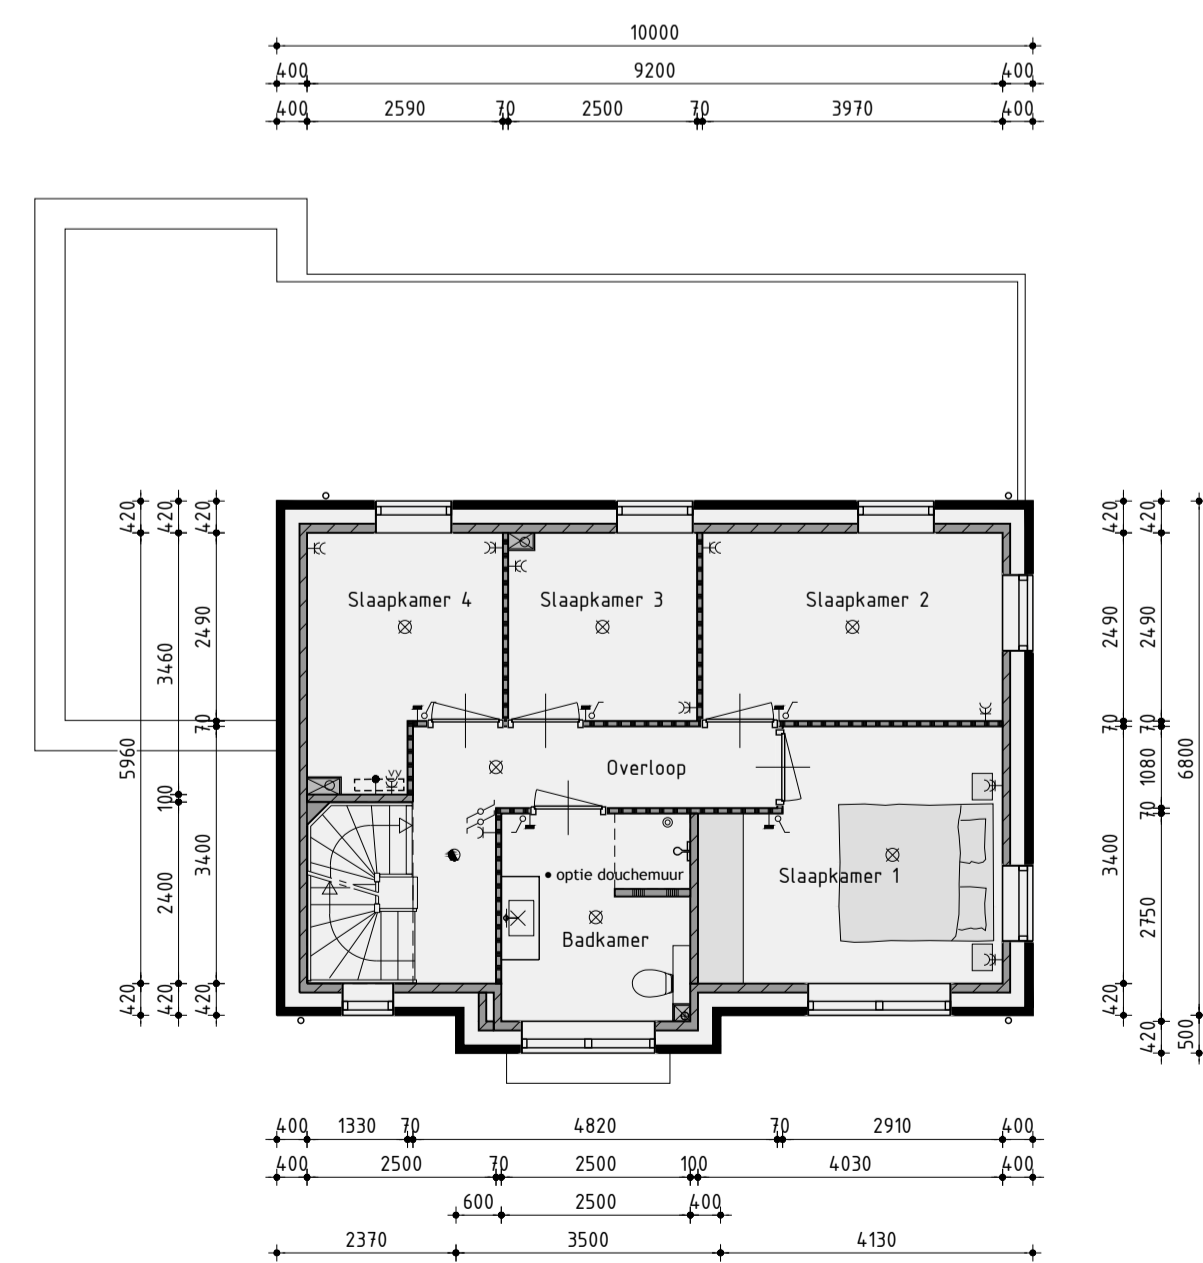 10000
400 9200 400
400 2590 70 2500 70 3970 400
420 420 420
420 420 6800
Slaapkamer 4 Slaapkamer 3 Slaapkamer 2
2490
3460
70
5960
100
3400
2400
420 420 420
2490 2490
70 70
1080
70
3400
2750
420
420 500
Overloop
optie douchemuur
Slaapkamer 1
Badkamer
400 1330 70 4820 70 2910 400
400 2500 70 2500 100 4030 400
600 2500 400
2370 3500 4130